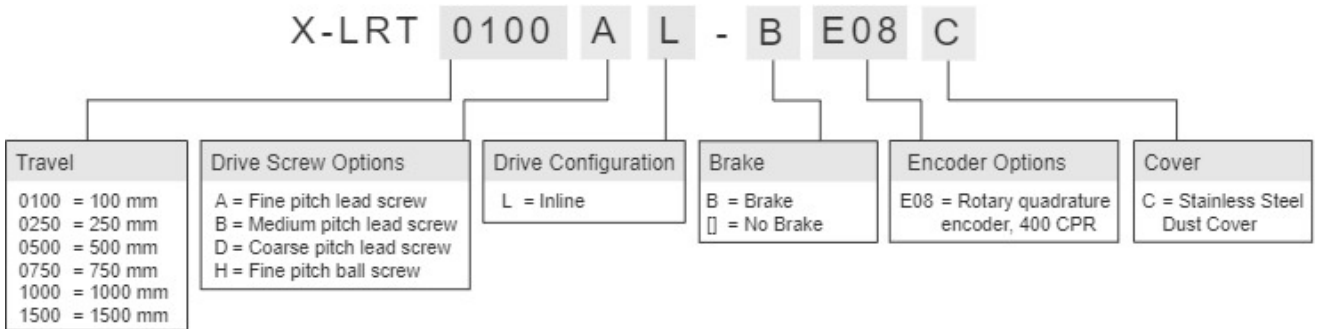 X-LRT 0100 A L - B E08 C
Travel
0100 = 100 mm
0250 = 250 mm
0500 = 500 mm
0750 = 750 mm
1000 = 1000 mm
1500 = 1500 mm
Drive Screw Options
A = Fine pitch lead screw
B = Medium pitch lead screw
D = Coarse pitch lead screw
H = Fine pitch ball screw
Drive Configuration
L = Inline
Brake
B = Brake
[] = No Brake
Encoder Options
E08 = Rotary quadrature
encoder, 400 CPR
Cover
C = Stainless Steel
Dust Cover